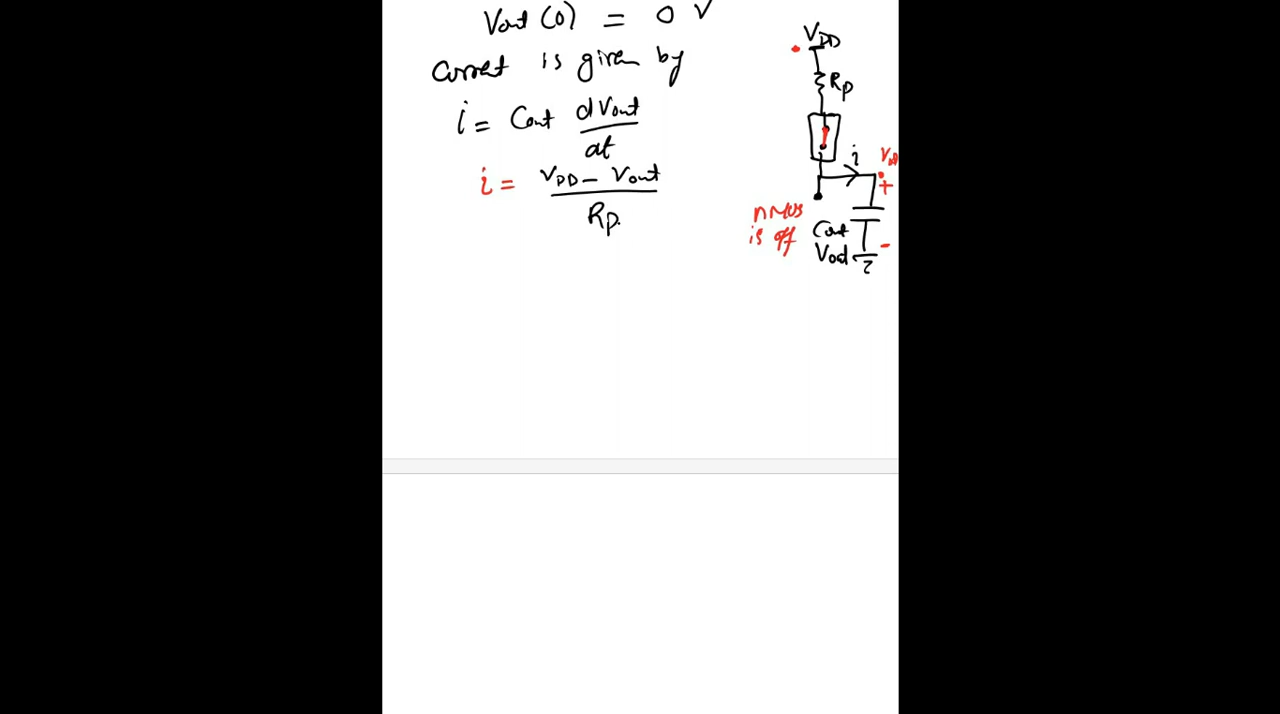 Vout (0) = 0 V
Current is given by
i = Cout dVout / dt
i = VDD - Vout / Rp.
VDD
Rp
i
nMOS
is off
+
Cout
Vout
-